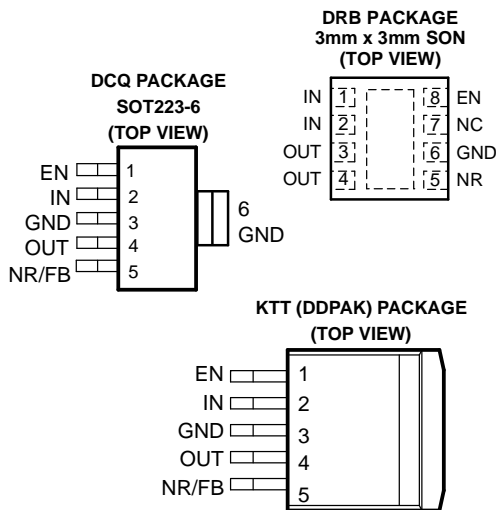 DRB PACKAGE
3mm x 3mm SON
(TOP VIEW)
IN 1 8 EN
IN 2 7 NC
OUT 3 6 GND
OUT 4 5 NR
DCQ PACKAGE
SOT223-6
(TOP VIEW)
EN 1
IN 2
GND 3
OUT 4
NR/FB 5
6
GND
KTT (DDPAK) PACKAGE
(TOP VIEW)
EN 1
IN 2
GND 3
OUT 4
NR/FB 5